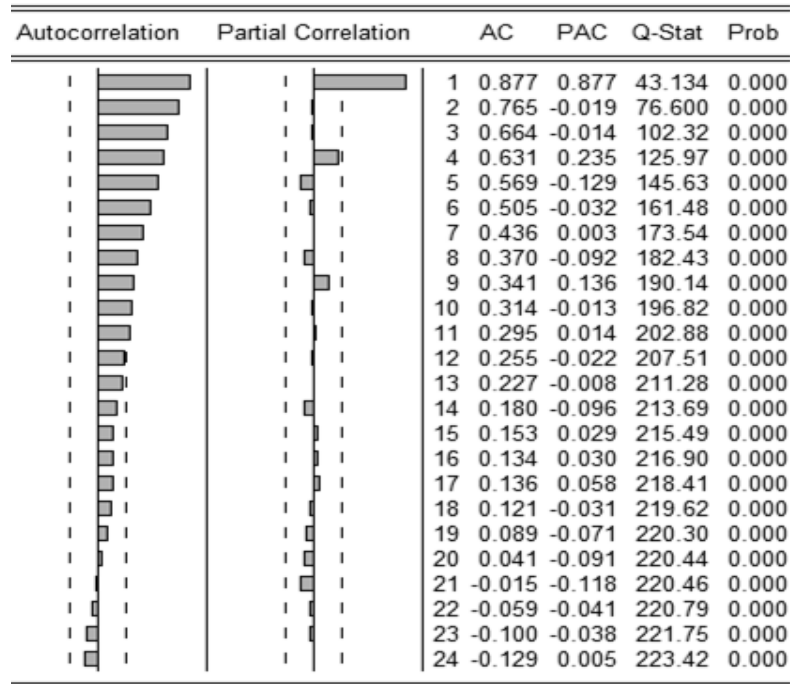 Autocorrelation Partial Correlation AC PAC Q-Stat Prob
1 0.877 0.877 43.134 0.000
2 0.765 -0.019 76.600 0.000
3 0.664 -0.014 102.32 0.000
4 0.631 0.235 125.97 0.000
5 0.569 -0.129 145.63 0.000
6 0.505 -0.032 161.48 0.000
7 0.436 0.003 173.54 0.000
8 0.370 -0.092 182.43 0.000
9 0.341 0.136 190.14 0.000
10 0.314 -0.013 196.82 0.000
11 0.295 0.014 202.88 0.000
12 0.255 -0.022 207.51 0.000
13 0.227 -0.008 211.28 0.000
14 0.180 -0.096 213.69 0.000
15 0.153 0.029 215.49 0.000
16 0.134 0.030 216.90 0.000
17 0.136 0.058 218.41 0.000
18 0.121 -0.031 219.62 0.000
19 0.089 -0.071 220.30 0.000
20 0.041 -0.091 220.44 0.000
21 -0.015 -0.118 220.46 0.000
22 -0.059 -0.041 220.79 0.000
23 -0.100 -0.038 221.75 0.000
24 -0.129 0.005 223.42 0.000